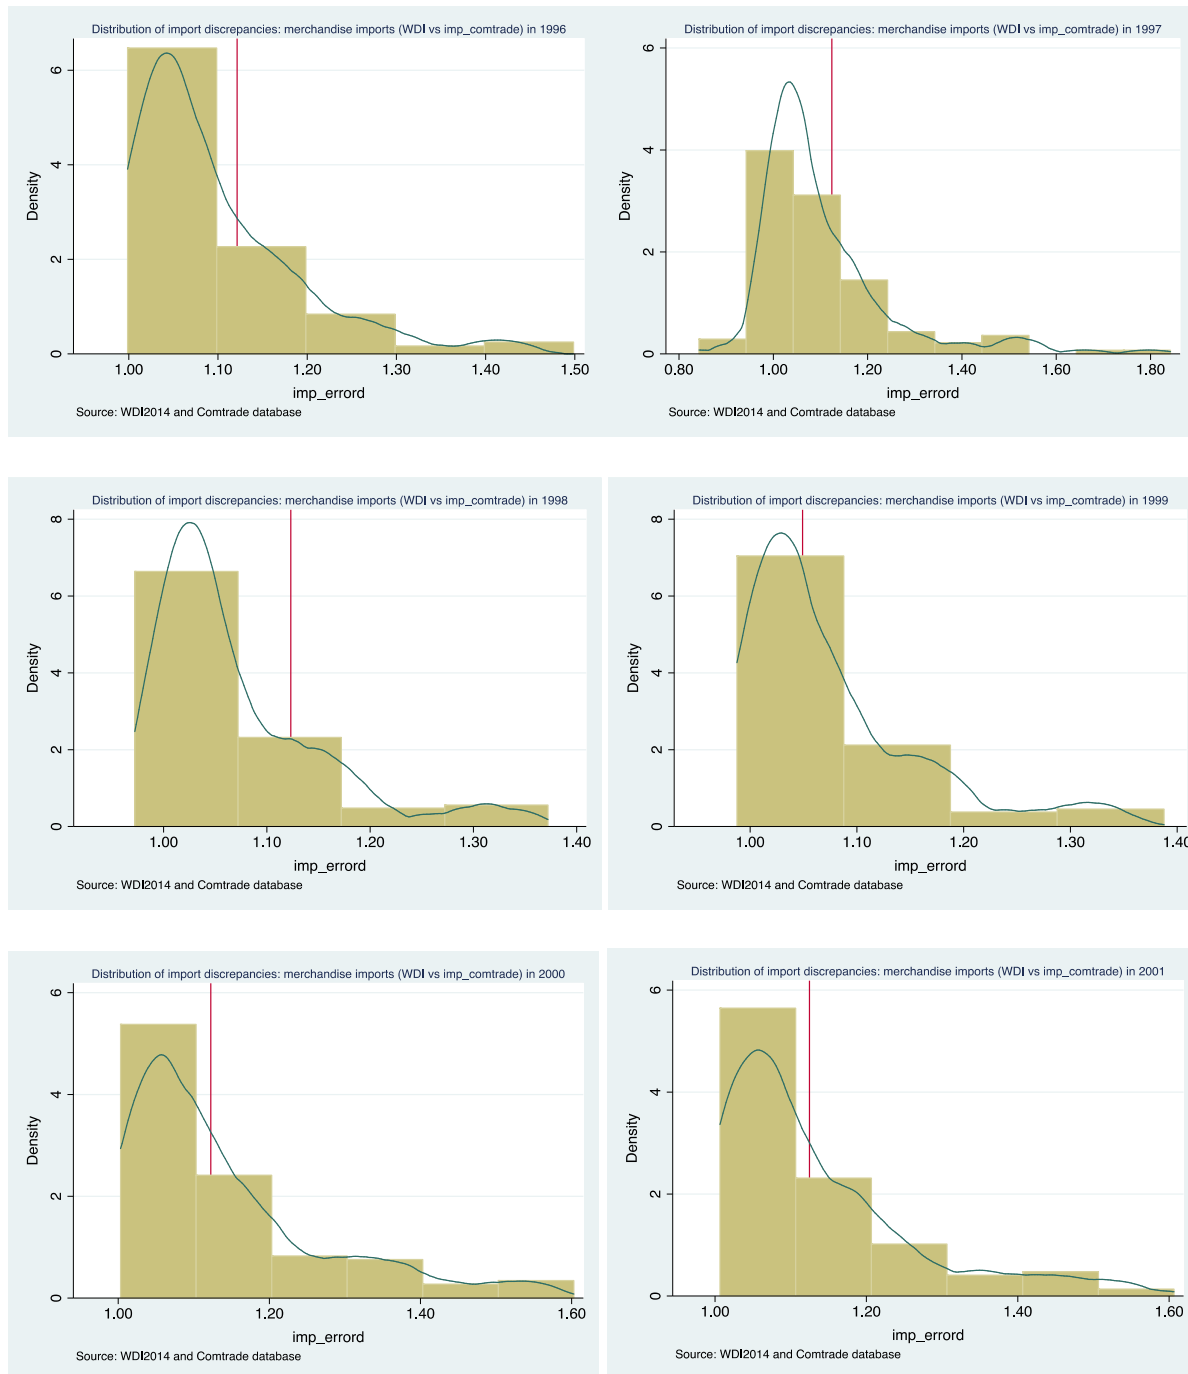 Distribution of import discrepancies: merchandise imports (WDI vs imp_comtrade) in 1996
6
4
2
0
Density
1.00 1.10 1.20 1.30 1.40 1.50
imp_errord
Source: WDI2014 and Comtrade database
Distribution of import discrepancies: merchandise imports (WDI vs imp_comtrade) in 1997
6
4
2
0
Density
0.80 1.00 1.20 1.40 1.60 1.80
imp_errord
Source: WDI2014 and Comtrade database
Distribution of import discrepancies: merchandise imports (WDI vs imp_comtrade) in 1998
8
6
4
2
0
Density
1.00 1.10 1.20 1.30 1.40
imp_errord
Source: WDI2014 and Comtrade database
Distribution of import discrepancies: merchandise imports (WDI vs imp_comtrade) in 1999
8
6
4
2
0
Density
1.00 1.10 1.20 1.30 1.40
imp_errord
Source: WDI2014 and Comtrade database
Distribution of import discrepancies: merchandise imports (WDI vs imp_comtrade) in 2000
6
4
2
0
Density
1.00 1.20 1.40 1.60
imp_errord
Source: WDI2014 and Comtrade database
Distribution of import discrepancies: merchandise imports (WDI vs imp_comtrade) in 2001
6
4
2
0
Density
1.00 1.20 1.40 1.60
imp_errord
Source: WDI2014 and Comtrade database